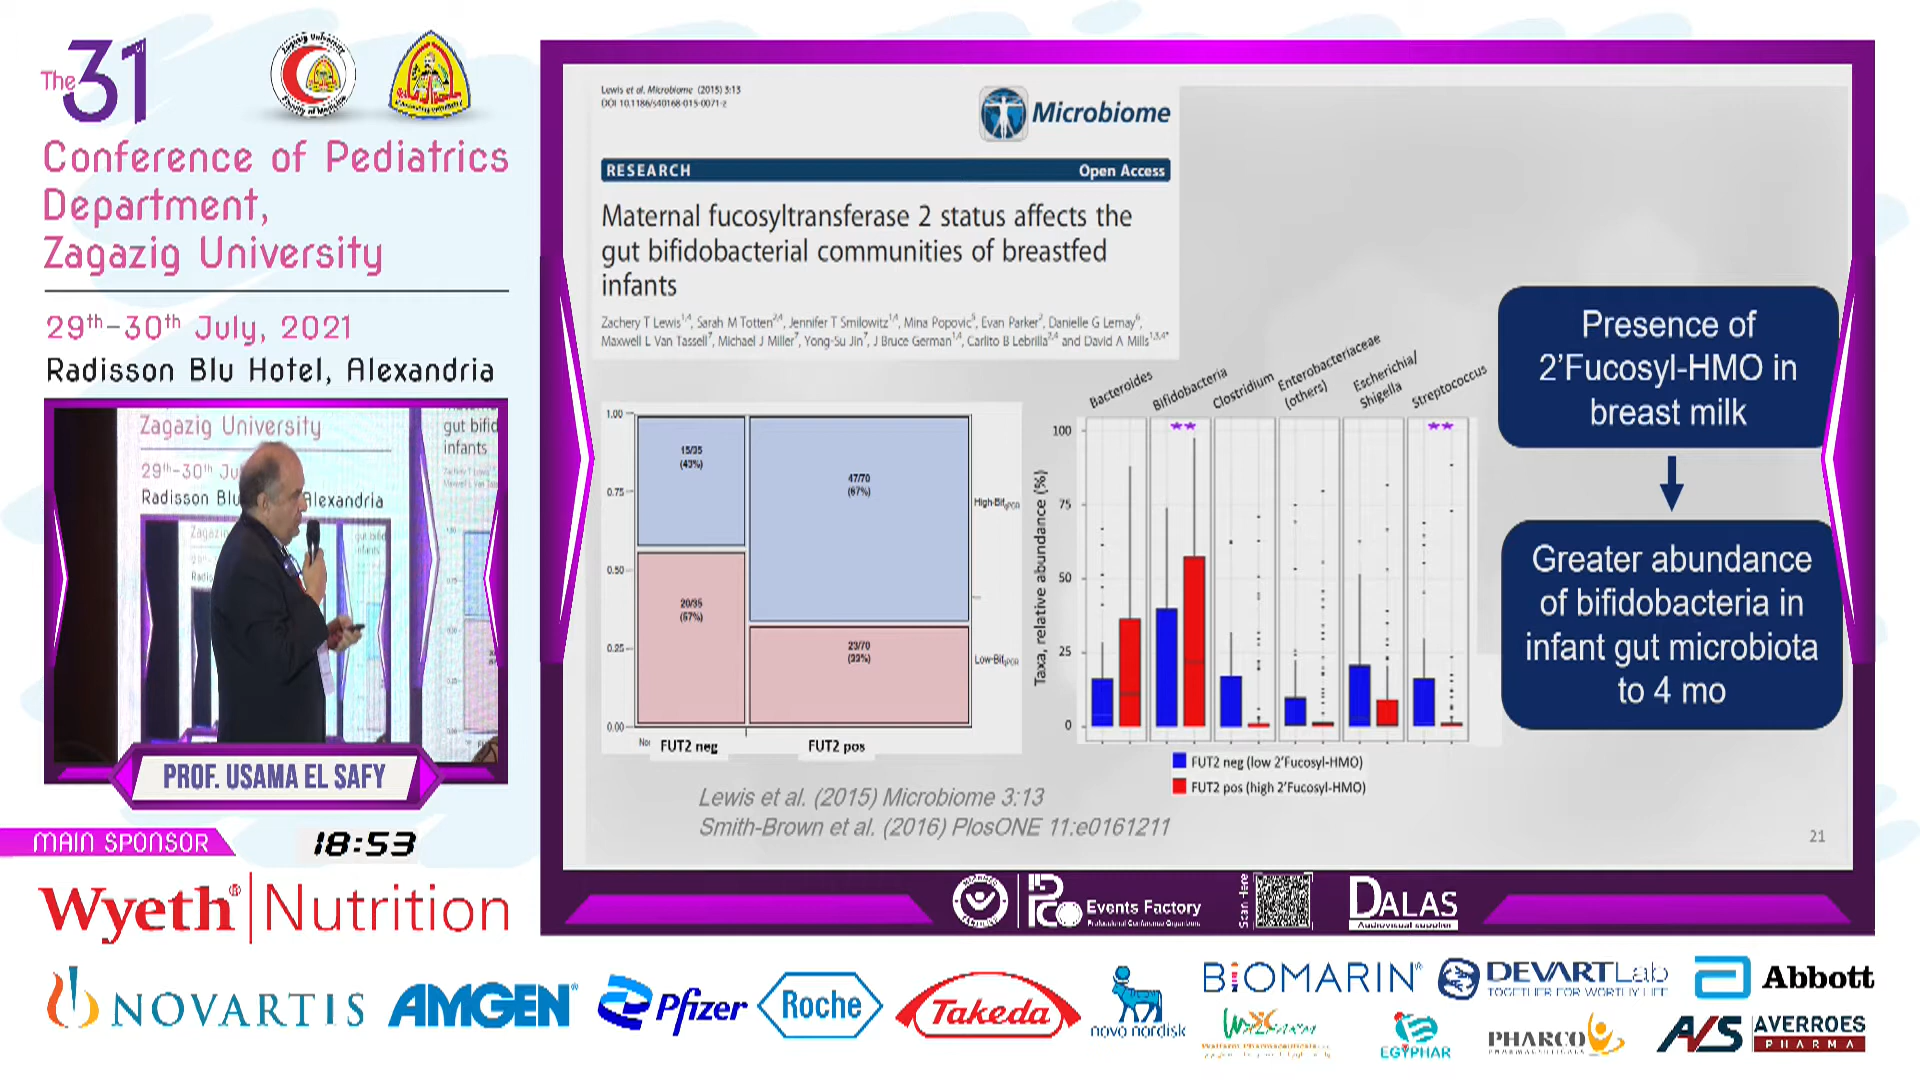 The 31st
Conference of Pediatrics
Department,
Zagazig University
29th-30th July, 2021
Radisson Blu Hotel, Alexandria
Zagazig University
29th-30th Ju
Radisson Blu
Alexandria
gut bifid
infants
PROF. USAMA EL SAFY
MAIN SPONSOR
18:53
Wyeth® Nutrition
Lewis et al. Microbiome (2015) 3:13
DOI 10.1186/s40168-015-0071-z
Microbiome
RESEARCH
Open Access
Maternal fucosyltransferase 2 status affects the
gut bifidobacterial communities of breastfed
infants
Zachery T Lewis1,4, Sarah M Totten2,4, Jennifer T Smilowitz1,4, Mina Popovic5, Evan Parker2, Danielle G Lemay6,
Maxwell L Van Tassell7, Michael J Miller7, Yong-Su Jin7, J Bruce German1,4, Carlito B Lebrilla2,4 and David A Mills1,3,4*
1.00
0.75
0.50
0.25
0.00
15/35
(43%)
47/70
(67%)
20/35
(57%)
23/70
(33%)
High-Bif
Low-Bif
FUT2 neg
FUT2 pos
Bacteroides
Bifidobacteria
Clostridium
Enterobacteriaceae
(others)
Escherichia/
Shigella
Streptococcus
Taxa, relative abundance (%)
100
75
50
25
0
**
**
FUT2 neg (low 2'Fucosyl-HMO)
FUT2 pos (high 2'Fucosyl-HMO)
Presence of
2'Fucosyl-HMO in
breast milk
Greater abundance
of bifidobacteria in
infant gut microbiota
to 4 mo
Lewis et al. (2015) Microbiome 3:13
Smith-Brown et al. (2016) PlosONE 11:e0161211
21
Events Factory
Professional Conference Organizers
Scan Here
DALAS
Audiovisual supplier
NOVARTIS
AMGEN®
Pfizer
Roche
Takeda
novo nordisk
BIOMARIN®
DEVARTLab
TOGETHER FOR WORTHY LIFE
Abbott
EGYPHAR
PHARCO
PHARMACEUTICALS
AVEROES
PHARMA